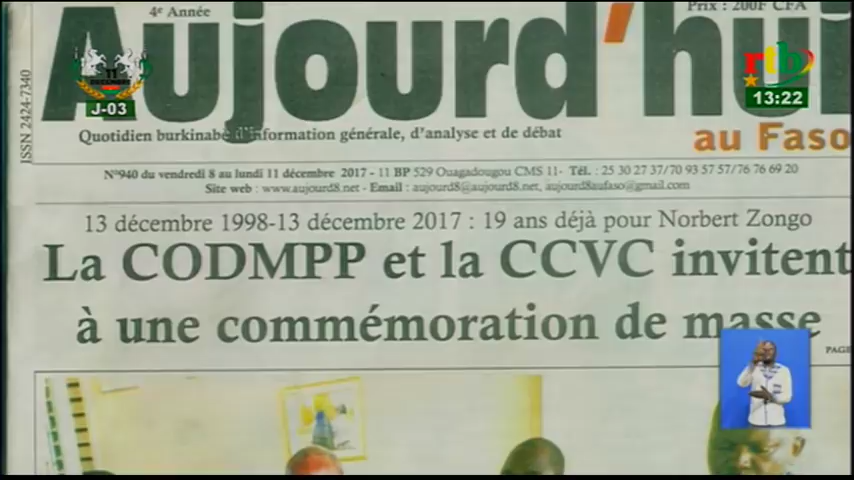 4e Année
Prix : 200F CFA
Aujourd'hui
au Faso
Quotidien burkinabè d'information générale, d'analyse et de débat
ISSN 2424-7340
N°940 du vendredi 8 au lundi 11 décembre 2017 - 11 BP 529 Ouagadougou CMS 11- Tél. : 25 30 27 37/70 93 57 57/76 76 69 20
Site web : www.aujourd8.net - Email : aujourd8@aujourd8.net, aujourd8aufaso@gmail.com
13 décembre 1998-13 décembre 2017 : 19 ans déjà pour Norbert Zongo
La CODMPP et la CCVC invitent
à une commémoration de masse
PAGE
11
DECEMBRE
J-03
rtb
13:22